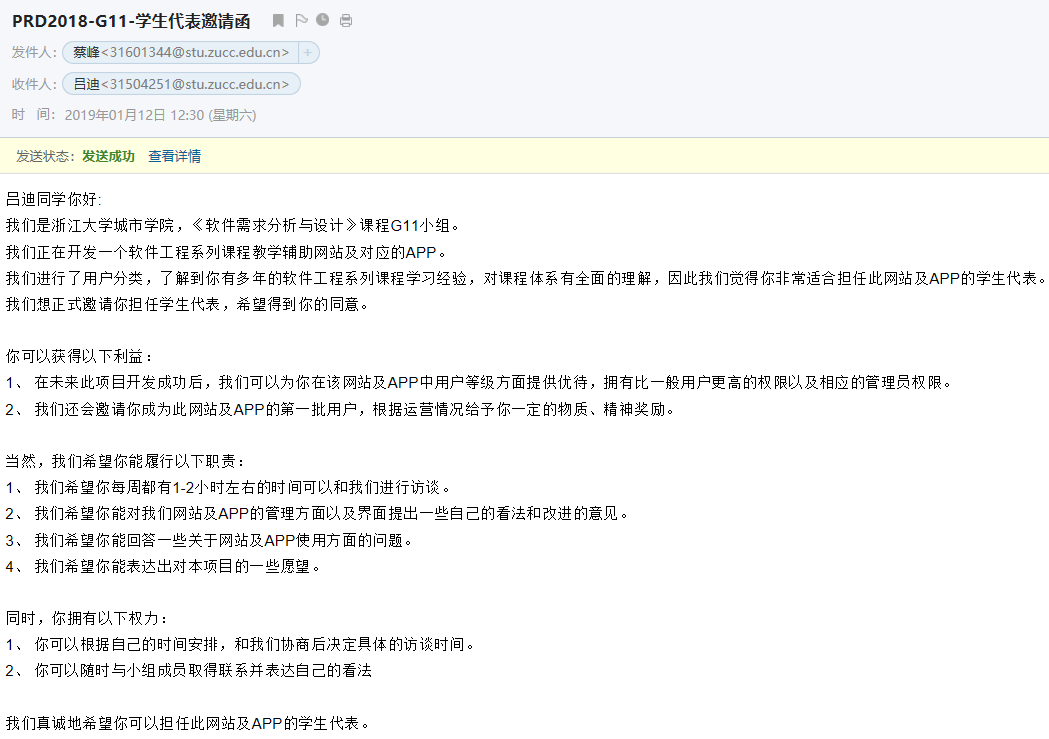 PRD2018-G11-学生代表邀请函
发件人：蔡峰<31601344@stu.zucc.edu.cn> +
收件人：吕迪<31504251@stu.zucc.edu.cn>
时 间：2019年01月12日 12:30 (星期六)
发送状态：发送成功 查看详情
吕迪同学你好:
我们是浙江大学城市学院，《软件需求分析与设计》课程G11小组。
我们正在开发一个软件工程系列课程教学辅助网站及对应的APP。
我们进行了用户分类，了解到你有多年的软件工程系列课程学习经验，对课程体系有全面的理解，因此我们觉得你非常适合担任此网站及APP的学生代表。
我们想正式邀请你担任学生代表，希望得到你的同意。
你可以获得以下利益：
1、 在未来此项目开发成功后，我们可以为你在该网站及APP中用户等级方面提供优待，拥有比一般用户更高的权限以及相应的管理员权限。
2、 我们还会邀请你成为此网站及APP的第一批用户，根据运营情况给予你一定的物质、精神奖励。
当然，我们希望你能履行以下职责：
1、 我们希望你每周都有1-2小时左右的时间可以和我们进行访谈。
2、 我们希望你能对我们网站及APP的管理方面以及界面提出一些自己的看法和改进的意见。
3、 我们希望你能回答一些关于网站及APP使用方面的问题。
4、 我们希望你能表达出对本项目的一些愿望。
同时，你拥有以下权力：
1、 你可以根据自己的时间安排，和我们协商后决定具体的访谈时间。
2、 你可以随时与小组成员取得联系并表达自己的看法
我们真诚地希望你可以担任此网站及APP的学生代表。